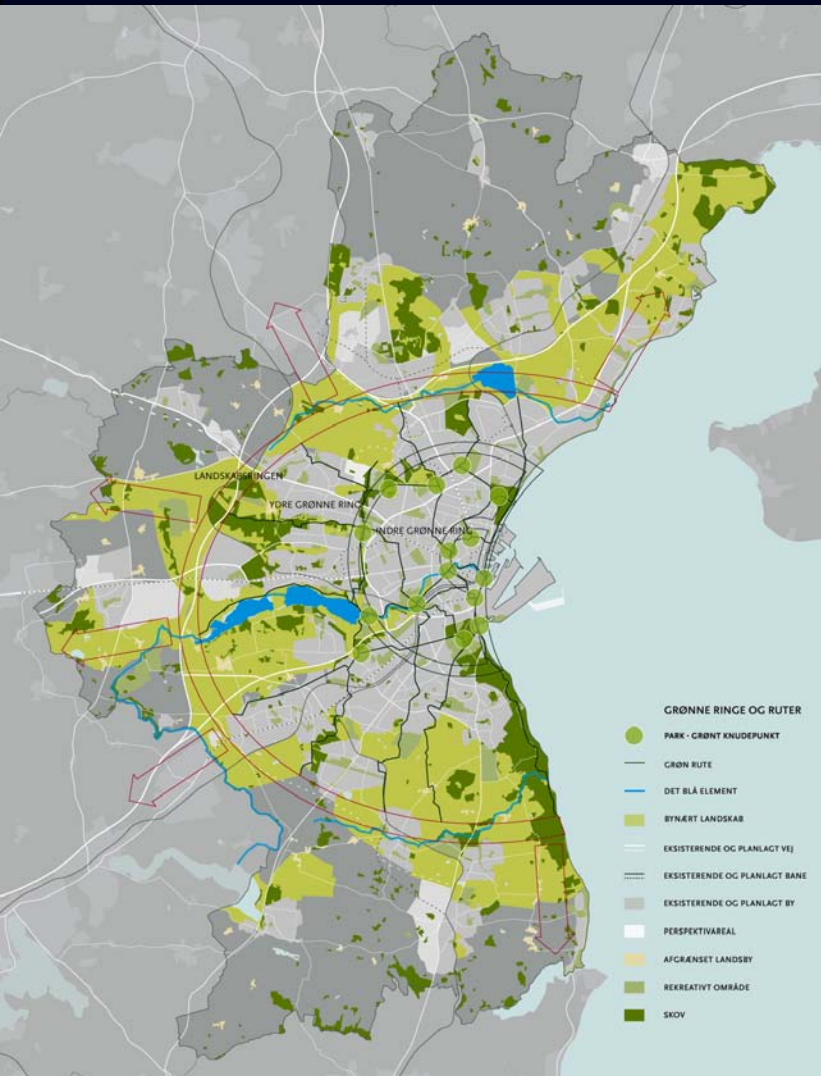 LANDSKABSRINGEN
YDRE GRØNNE RING
INDRE GRØNNE RING
GRØNNE RINGE OG RUTER
PARK - GRØNT KNUDEPUNKT
GRØN RUTE
DET BLÅ ELEMENT
BYNÆRT LANDSKAB
EKSISTERENDE OG PLANLAGT VEJ
EKSISTERENDE OG PLANLAGT BANE
EKSISTERENDE OG PLANLAGT BY
PERSPEKTIVAREAL
AFGRÆNSET LANDSBY
REKREATIVT OMRÅDE
SKOV